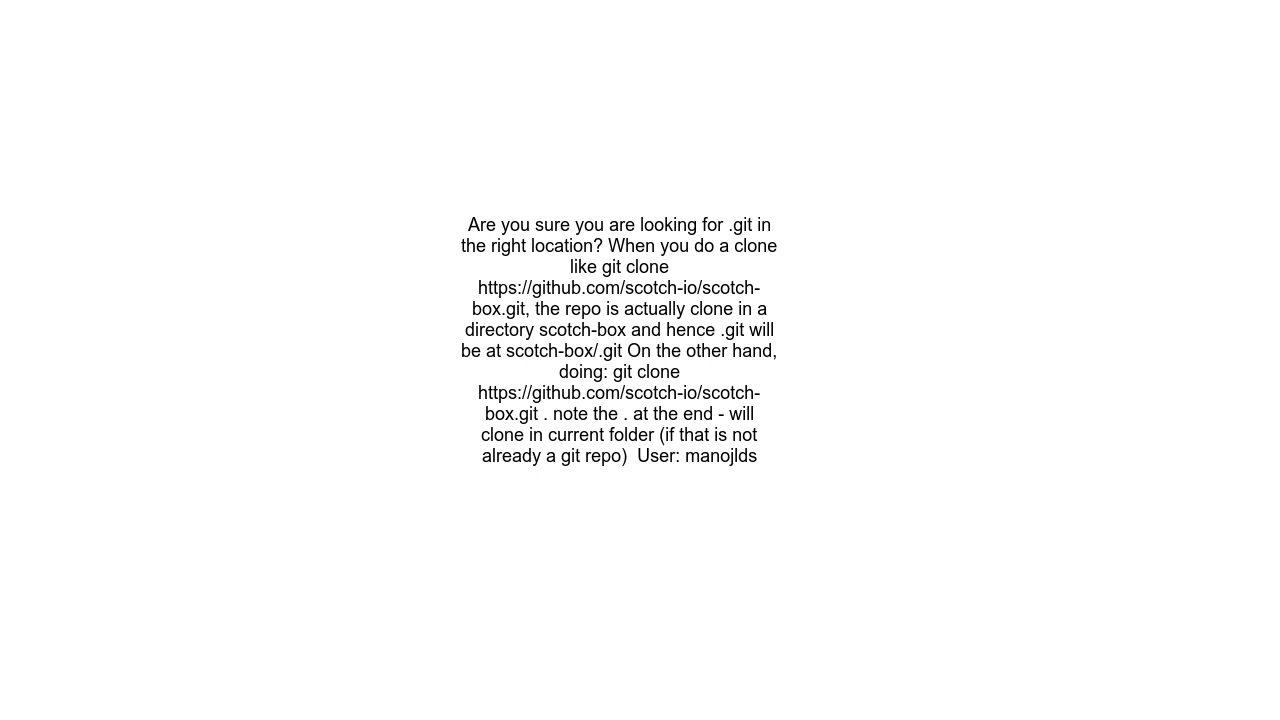 Are you sure you are looking for .git in
the right location? When you do a clone
like git clone
https://github.com/scotch-io/scotch-
box.git, the repo is actually clone in a
directory scotch-box and hence .git will
be at scotch-box/.git On the other hand,
doing: git clone
https://github.com/scotch-io/scotch-
box.git . note the . at the end - will
clone in current folder (if that is not
already a git repo)  User: manojlds